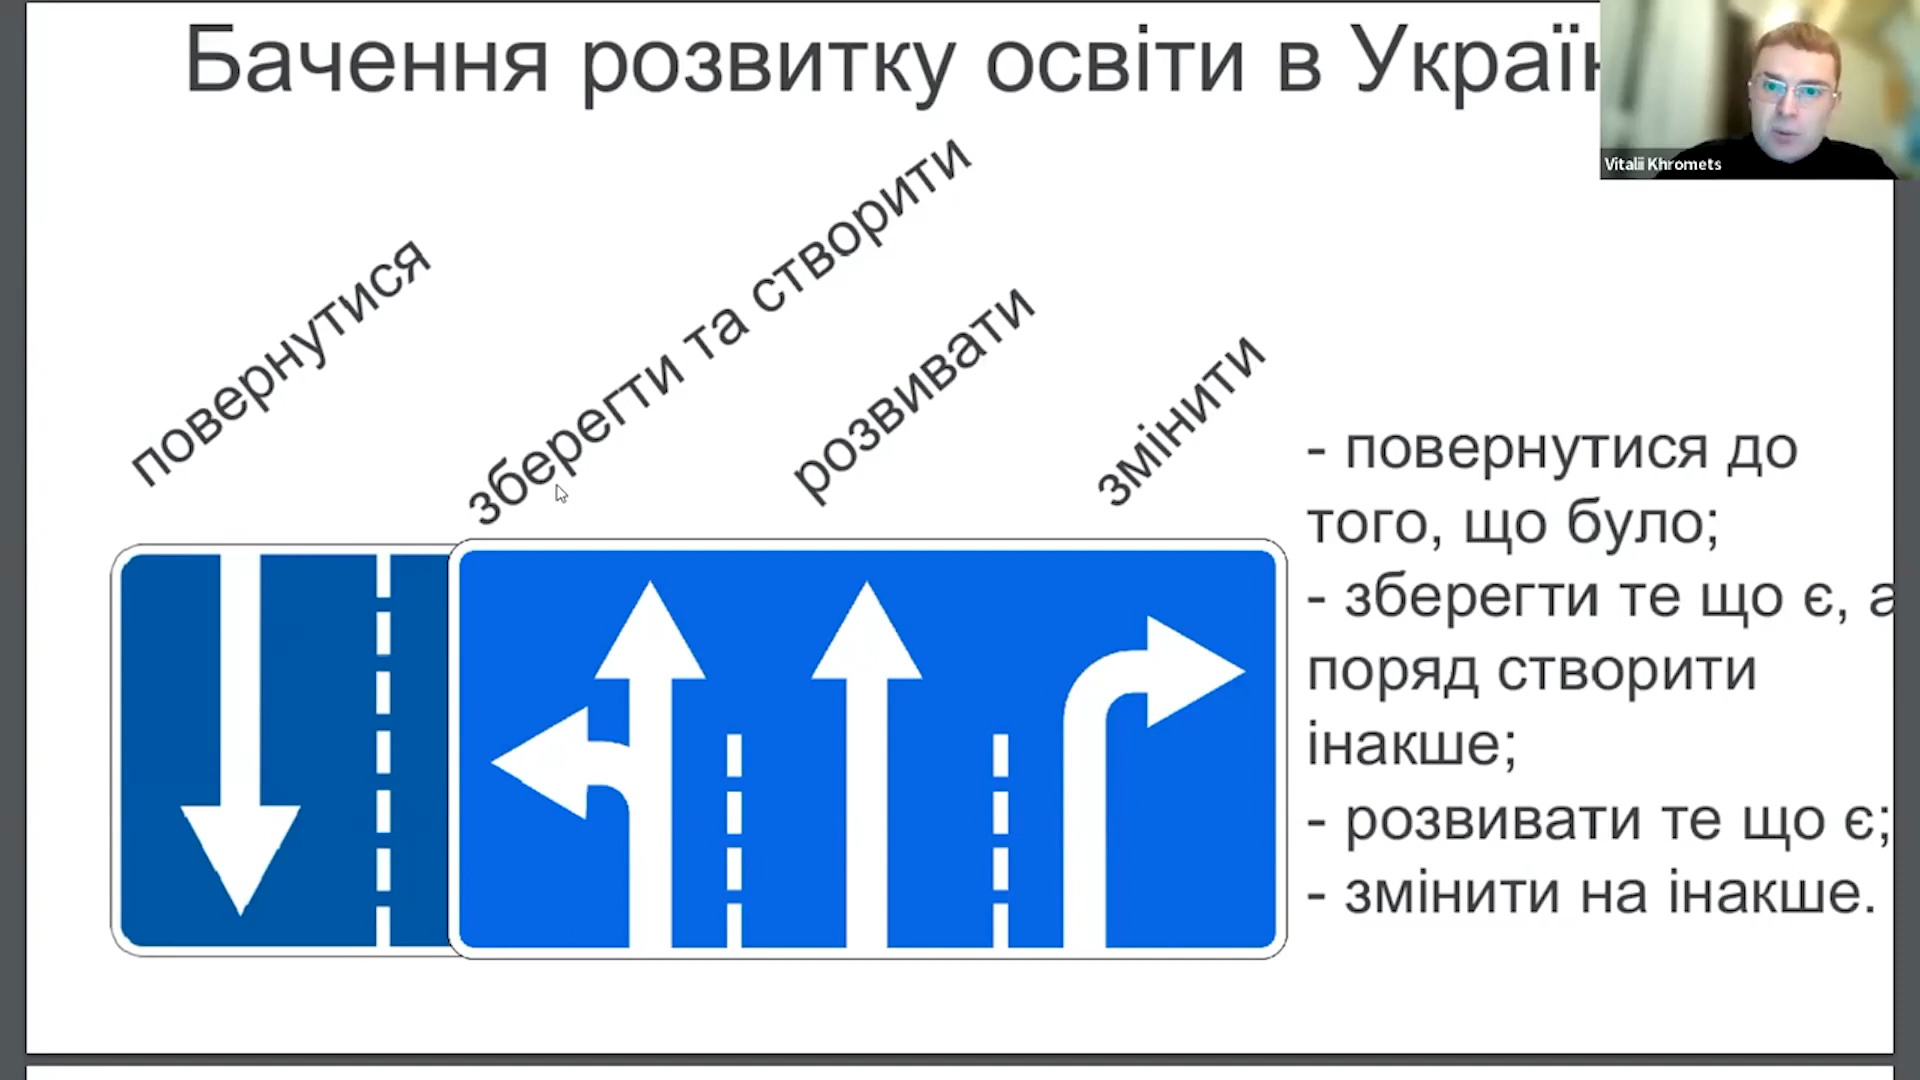 Бачення розвитку освіти в Україн
Vitalii Khromets
повернутися
зберегти та створити
розвивати
змінити
- повернутися до
того, що було;
- зберегти те що є, а
поряд створити
інакше;
- розвивати те що є;
- змінити на інакше.